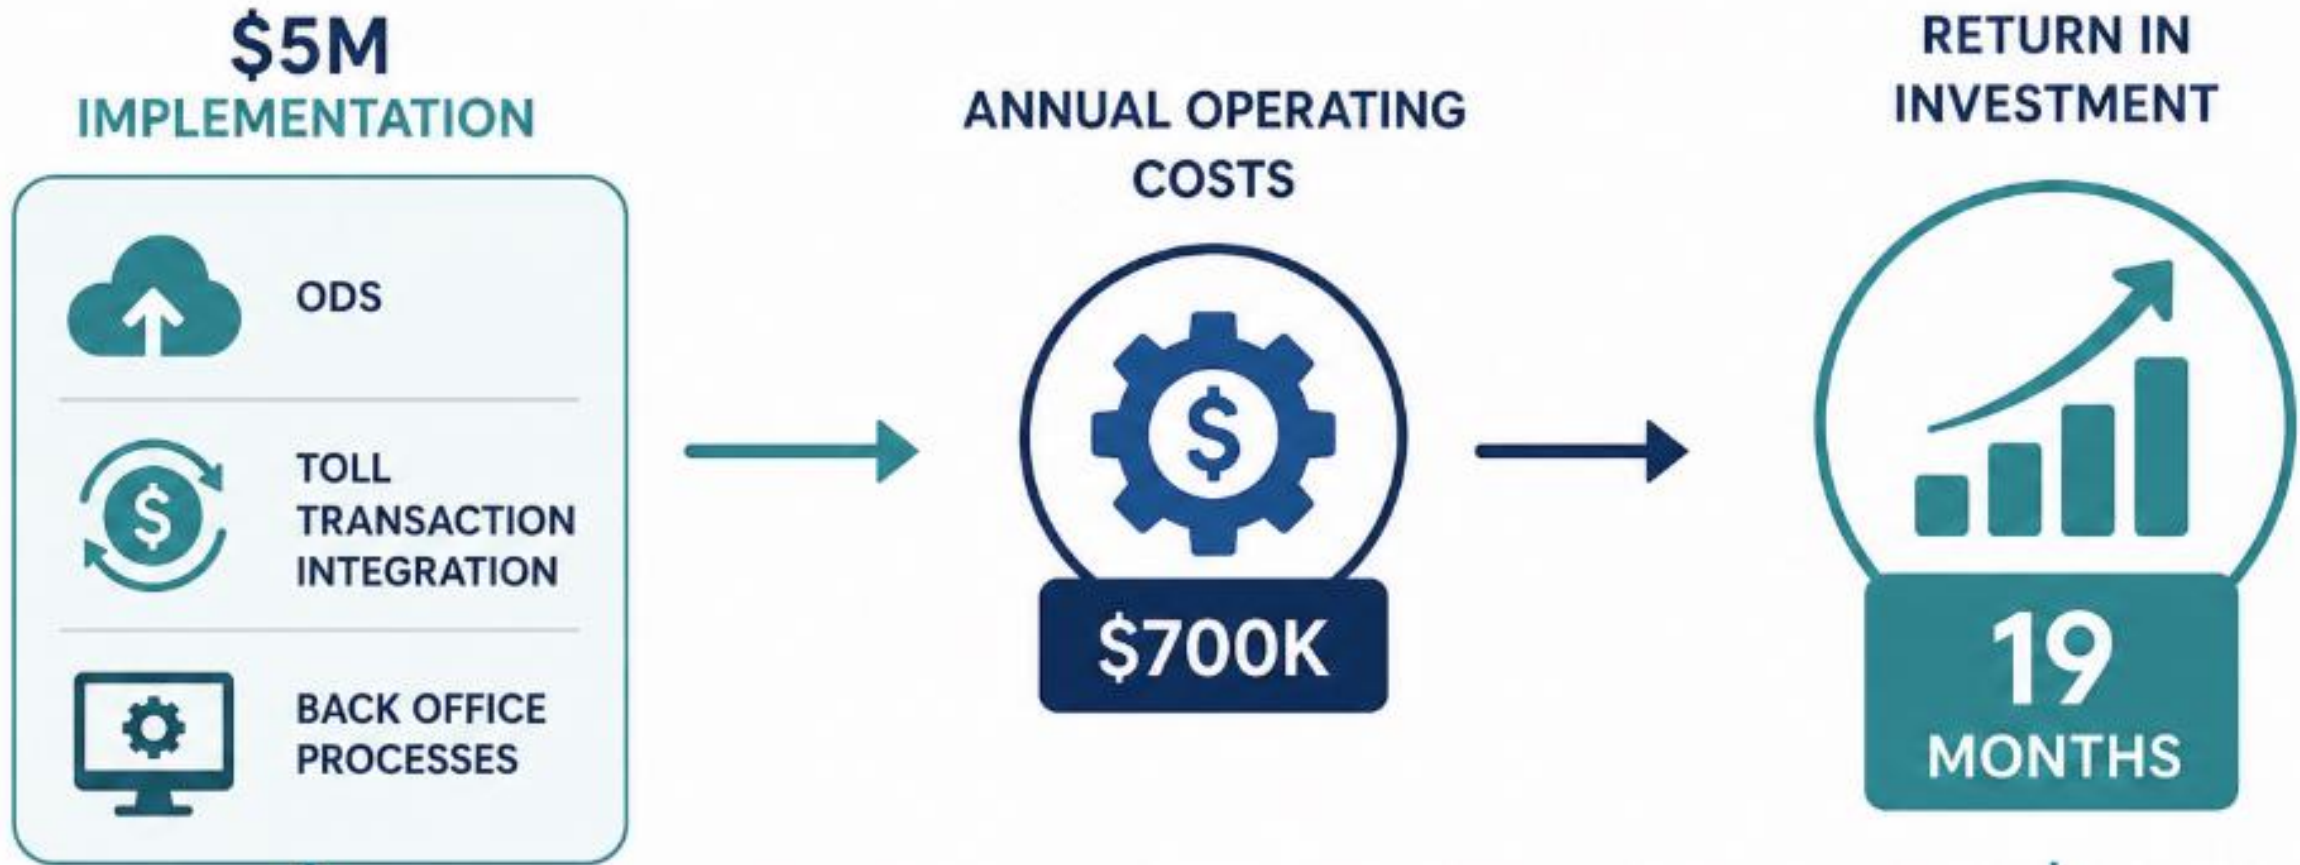 $5M
IMPLEMENTATION
ODS
$
TOLL
TRANSACTION
INTEGRATION
BACK OFFICE
PROCESSES
ANNUAL OPERATING
COSTS
$
$700K
RETURN IN
INVESTMENT
19
MONTHS